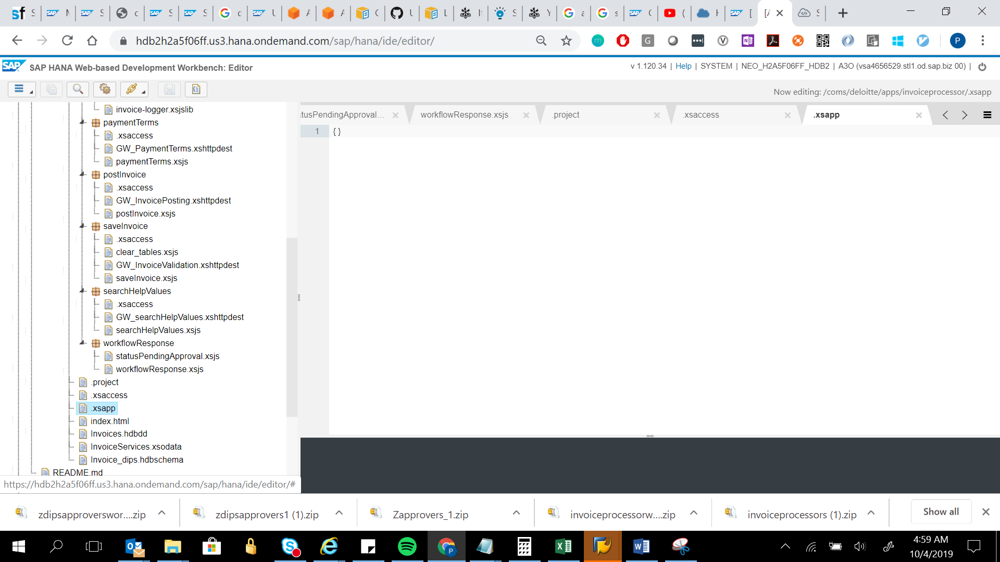 hdb2h2a5f06ff.us3.hana.ondemand.com/sap/hana/ide/editor/
SAP SAP HANA Web-based Development Workbench: Editor
v 1.120.34 | Help | SYSTEM | NEO_H2A5F06FF_HDB2 | A3O (vsa4656529.stl1.od.sap.biz 00) |
Now editing: /coms/deloitte/apps/invoiceprocessor/.xsapp
tusPendingApproval... workflowResponse.xsjs .project .xsaccess .xsapp
1 {}
invoice-logger.xsjslib
paymentTerms
.xsaccess
GW_PaymentTerms.xshttpdest
paymentTerms.xsjs
postInvoice
.xsaccess
GW_InvoicePosting.xshttpdest
postInvoice.xsjs
saveInvoice
.xsaccess
clear_tables.xsjs
GW_InvoiceValidation.xshttpdest
saveInvoice.xsjs
searchHelpValues
.xsaccess
GW_searchHelpValues.xshttpdest
searchHelpValues.xsjs
workflowResponse
statusPendingApproval.xsjs
workflowResponse.xsjs
.project
.xsaccess
.xsapp
index.html
Invoices.hdbdd
InvoiceServices.xsodata
Invoice_dips.hdbschema
README.md
https://hdb2h2a5f06ff.us3.hana.ondemand.com/sap/hana/ide/editor/#
zdipsapproverswor....zip zdipsapprovers1 (1).zip Zapprovers_1.zip invoiceprocessorw....zip invoiceprocessors (1).zip Show all
4:59 AM
10/4/2019